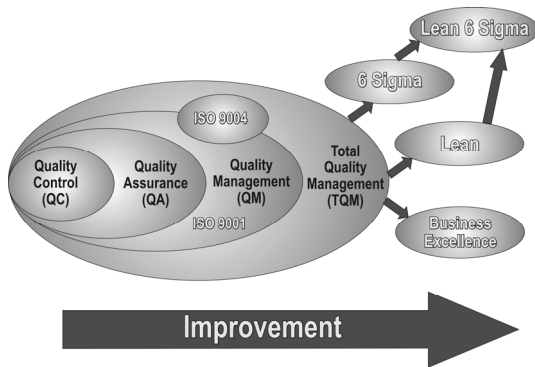 Lean 6 Sigma
6 Sigma
ISO 9004
Lean
Quality
Control
(QC)
Quality
Assurance
(QA)
Quality
Management
(QM)
Total
Quality
Management
(TQM)
ISO 9001
Business
Excellence
Improvement